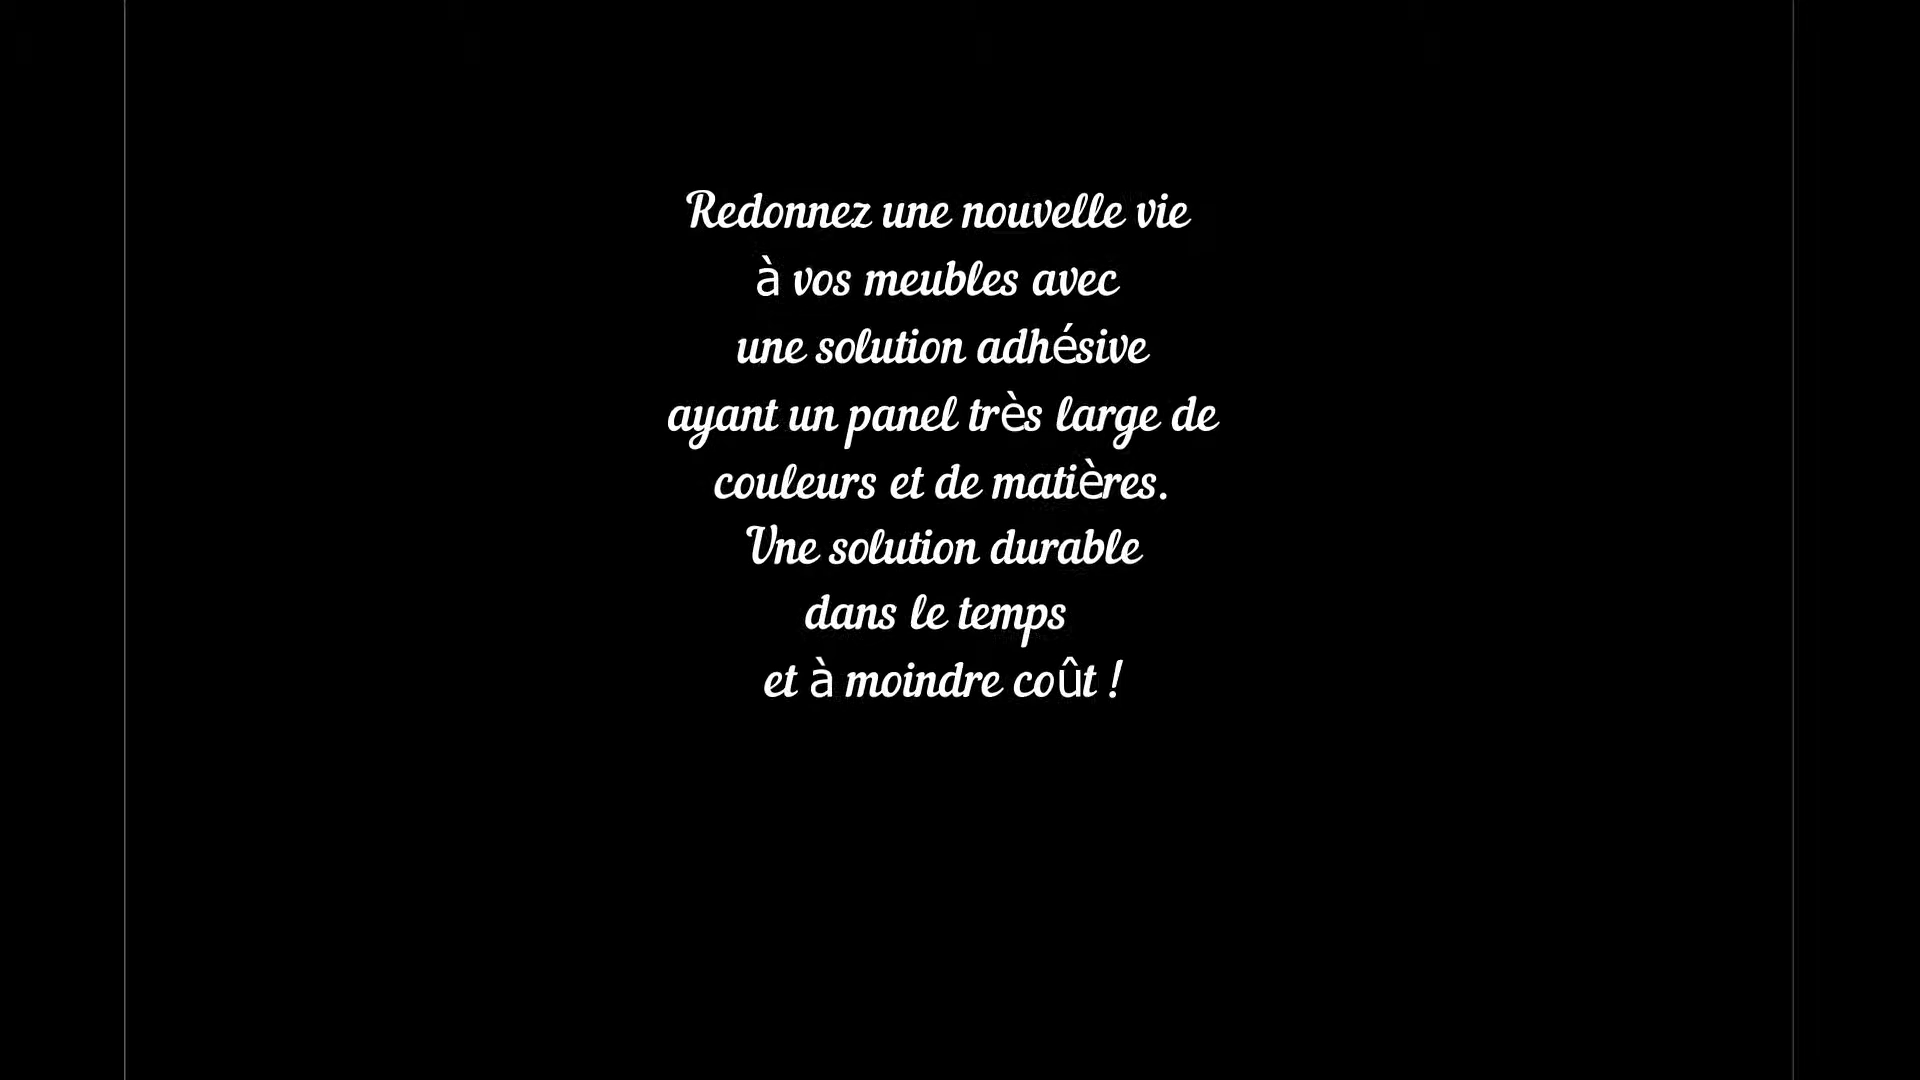 Redonnez une nouvelle vie
à vos meubles avec
une solution adhésive
ayant un panel très large de
couleurs et de matières.
Une solution durable
dans le temps
et à moindre coût !